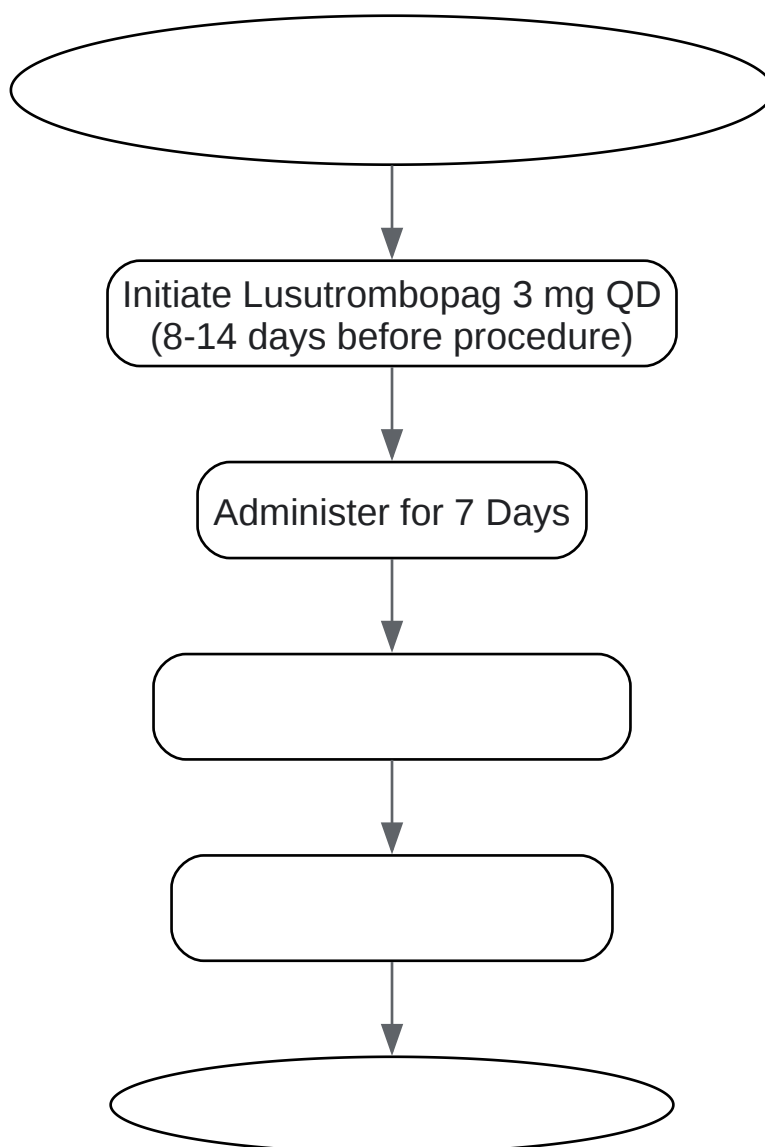 Initiate Lusutrombopag 3 mg QD
(8-14 days before procedure)
Administer for 7 Days